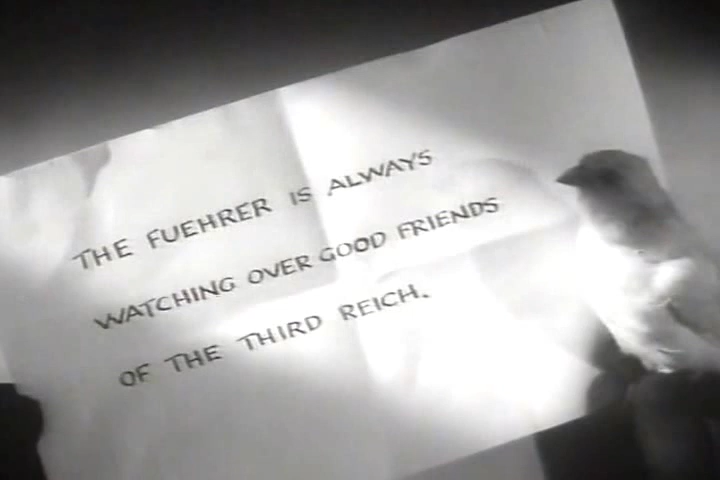 THE FUEHRER IS ALWAYS
WATCHING OVER GOOD FRIENDS
OF THE THIRD REICH.